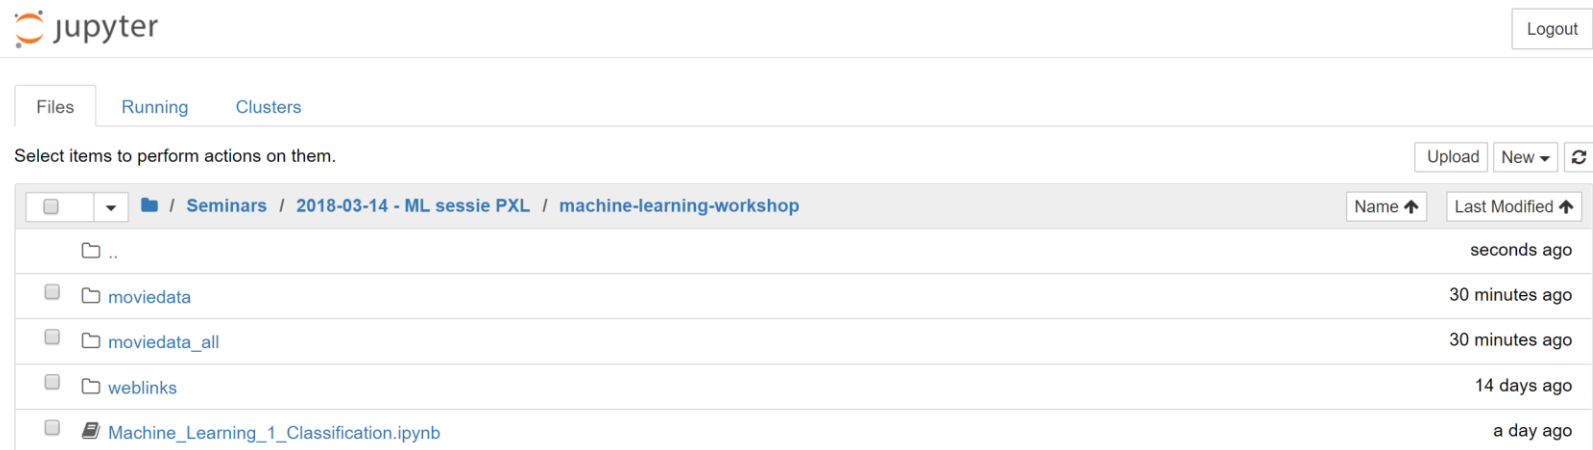 jupyter
Logout
Files Running Clusters
Select items to perform actions on them.
Upload New
/ Seminars / 2018-03-14 - ML sessie PXL / machine-learning-workshop
Name Last Modified
.. seconds ago
moviedata 30 minutes ago
moviedata_all 30 minutes ago
weblinks 14 days ago
Machine_Learning_1_Classification.ipynb a day ago